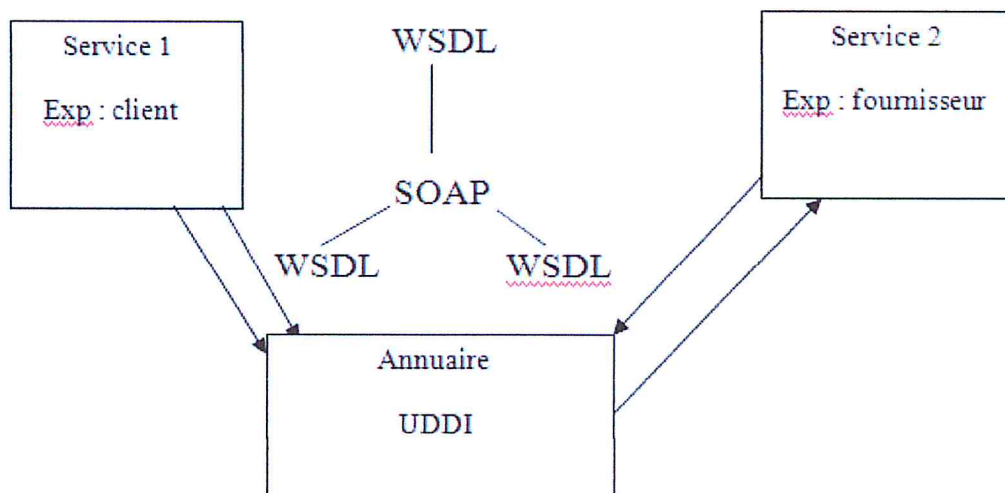 Service 1
Exp : client
WSDL
SOAP
WSDL
WSDL
Service 2
Exp : fournisseur
Annuaire
UDDI